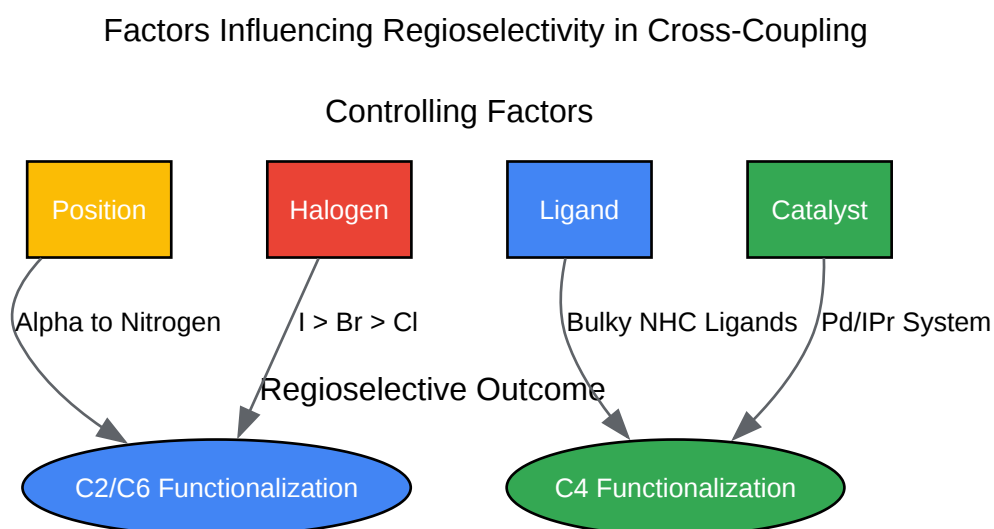 Factors Influencing Regioselectivity in Cross-Coupling
Controlling Factors
Position
Halogen
Ligand
Catalyst
Alpha to Nitrogen
I > Br > Cl
Bulky NHC Ligands
Pd/IPr System
Regioselective Outcome
C2/C6 Functionalization
C4 Functionalization